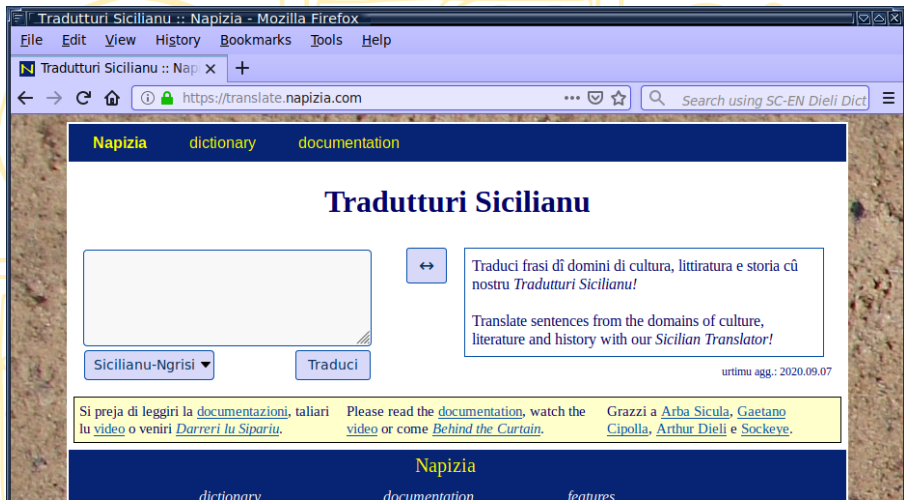 Tradutturi Sicilianu :: Napizia - Mozilla Firefox
File Edit View History Bookmarks Tools Help
N Tradutturi Sicilianu :: Nap × +
https://translate.napizia.com Search using SC-EN Dieli Dict
Napizia dictionary documentation
Tradutturi Sicilianu
↔
Traduci frasi dî domini di cultura, littiratura e storia cû
nostru Tradutturi Sicilianu!
Translate sentences from the domains of culture,
literature and history with our Sicilian Translator!
Sicilianu-Ngrisi Traduci
urtimu agg.: 2020.09.07
Si preja di leggiri la documentazioni, taliari
lu video o veniri Darreri lu Sipariu.
Please read the documentation, watch the
video or come Behind the Curtain.
Grazzi a Arba Sicula, Gaetano
Cipolla, Arthur Dieli e Sockeye.
Napizia
dictionary documentation features